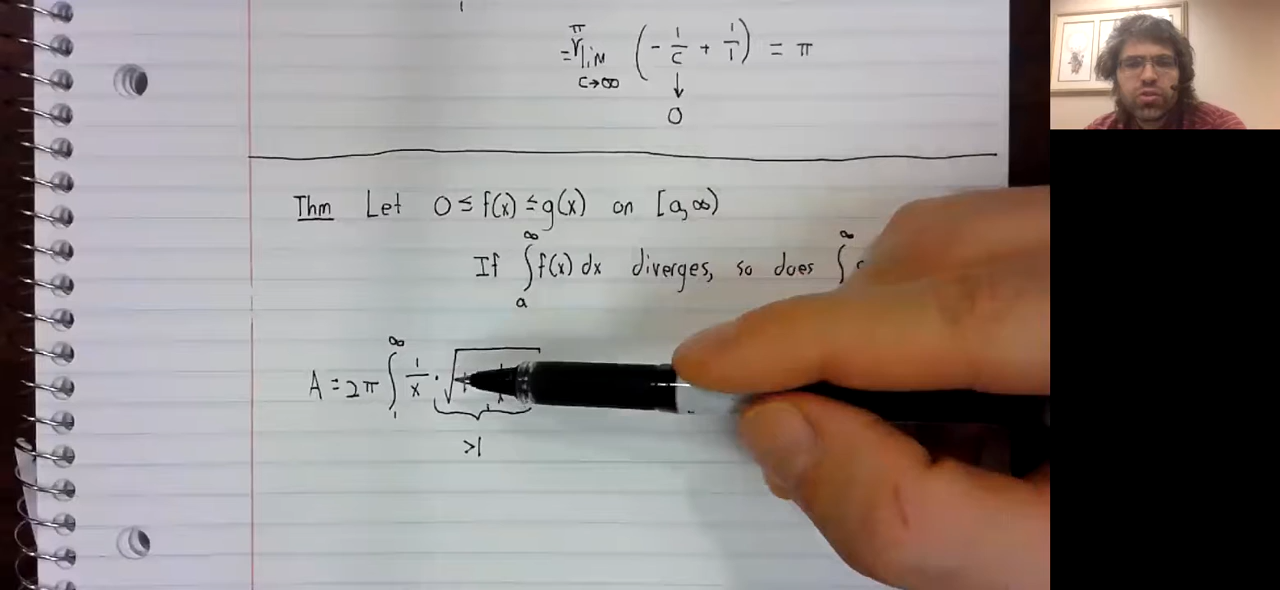 = π lim c→∞ ( - 1/c + 1/1 ) = π
↓
0
Thm Let 0 ≤ f(x) ≤ g(x) on [a,∞)
If ∫_a^∞ f(x) dx diverges, so does ∫^∞
A = 2π ∫_1^∞ 1/x · √
>1